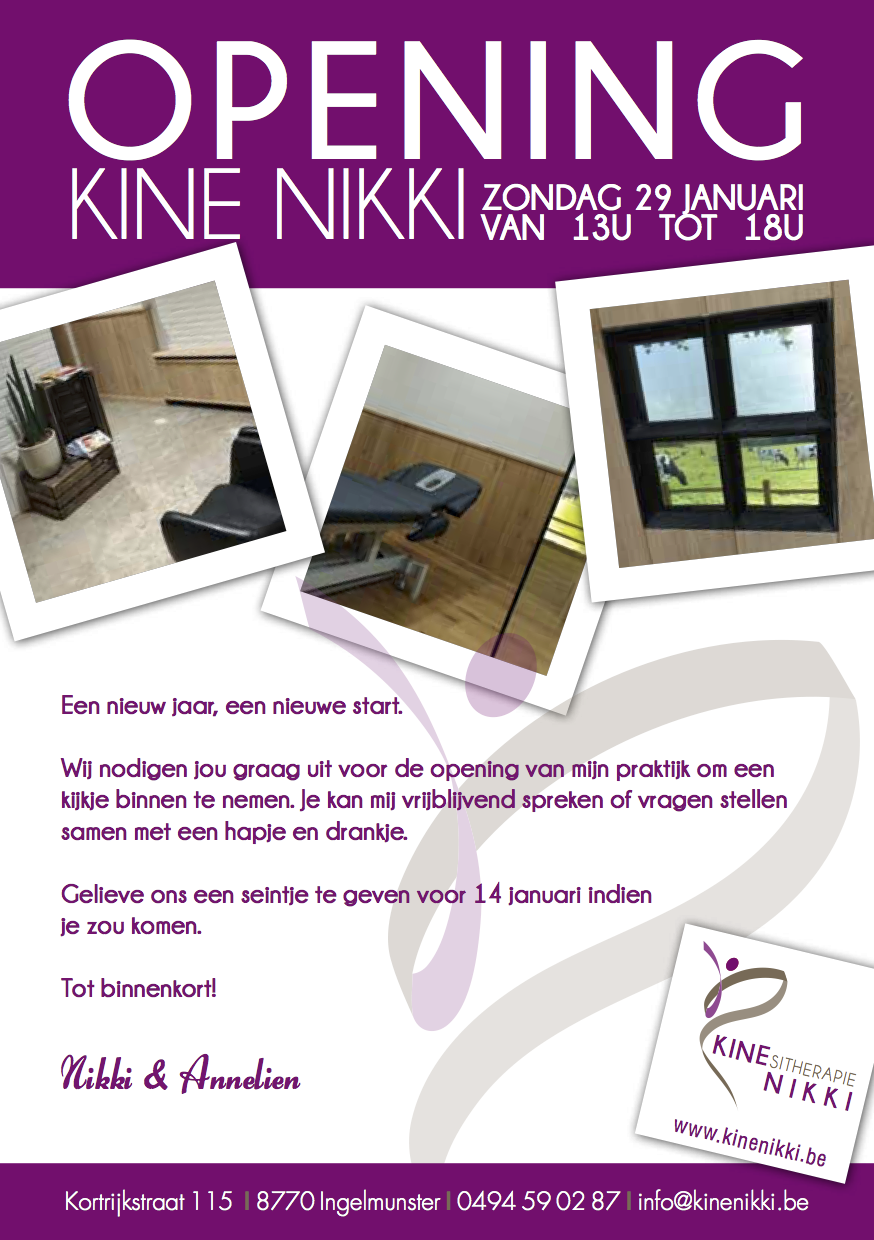 OPENING
KINE NIKKI
ZONDAG 29 JANUARI
VAN 13U TOT 18U
Een nieuw jaar, een nieuwe start.
Wij nodigen jou graag uit voor de opening van mijn praktijk om een
kijkje binnen te nemen. Je kan mij vrijblijvend spreken of vragen stellen
samen met een hapje en drankje.
Gelieve ons een seintje te geven voor 14 januari indien
je zou komen.
Tot binnenkort!
Nikki & Annelien
KINESITHERAPIE
NIKKI
www.kinenikki.be
Kortrijkstraat 115 | 8770 Ingelmunster | 0494 59 02 87 | info@kinenikki.be